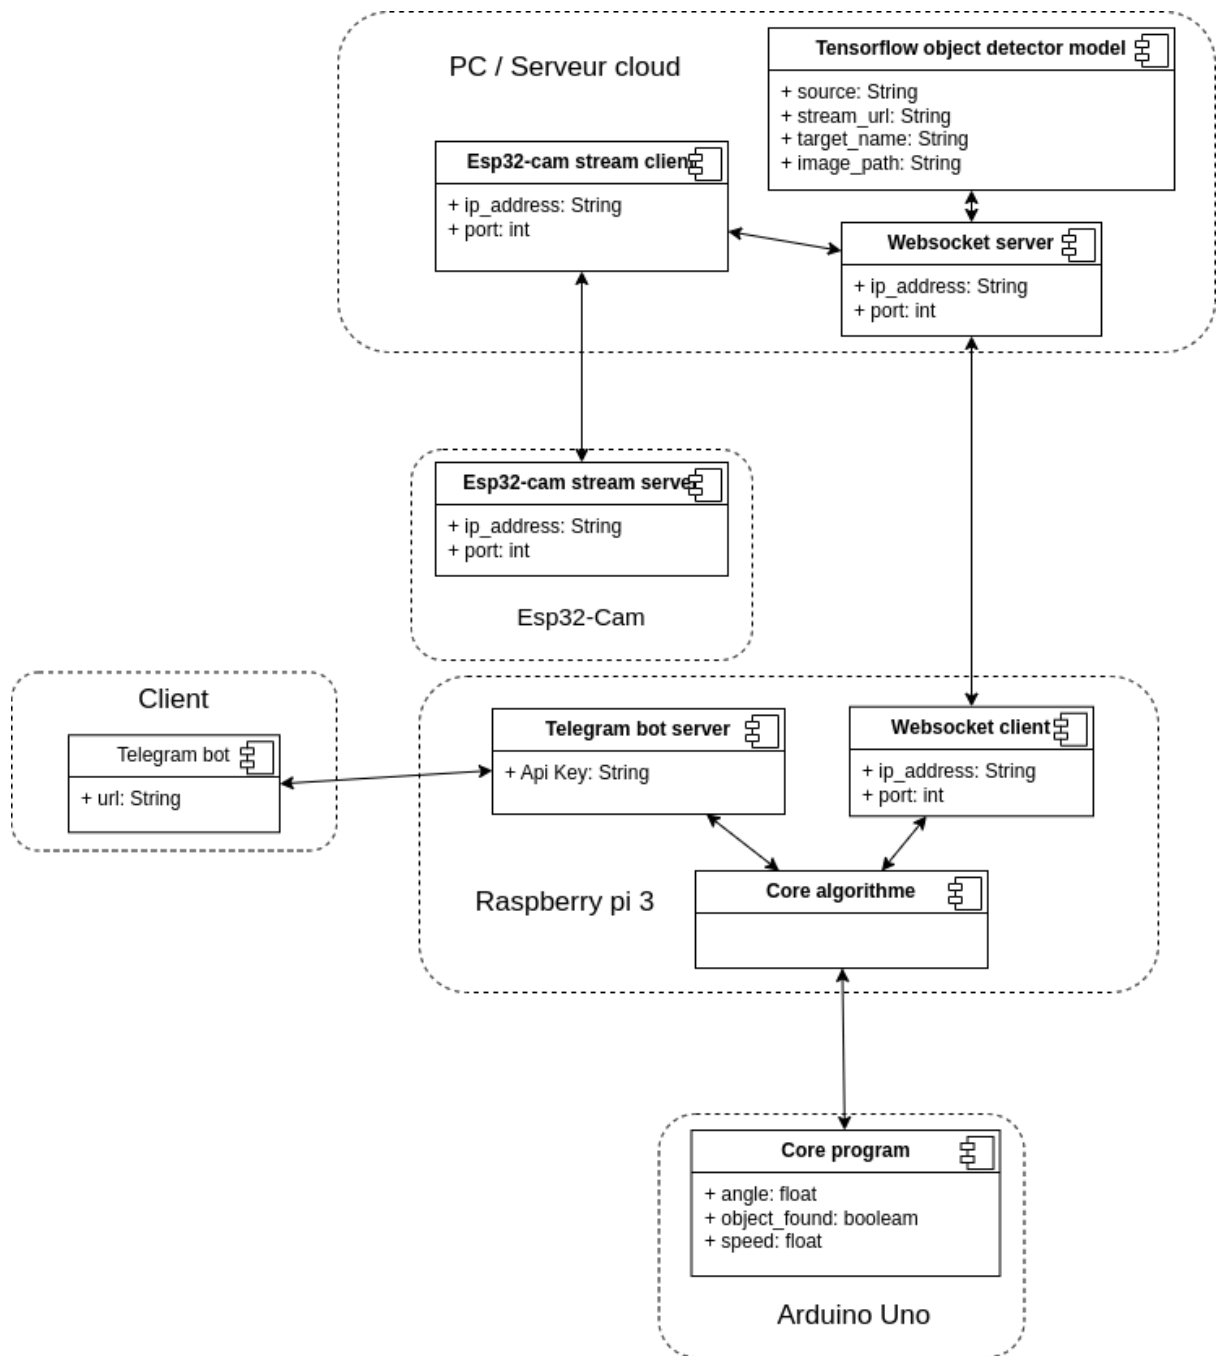 PC / Serveur cloud
Tensorflow object detector model
+ source: String
+ stream_url: String
+ target_name: String
+ image_path: String
Esp32-cam stream client
+ ip_address: String
+ port: int
Websocket server
+ ip_address: String
+ port: int
Esp32-cam stream server
+ ip_address: String
+ port: int
Esp32-Cam
Client
Telegram bot
+ url: String
Telegram bot server
+ Api Key: String
Websocket client
+ ip_address: String
+ port: int
Raspberry pi 3
Core algorithme
Core program
+ angle: float
+ object_found: booleam
+ speed: float
Arduino Uno